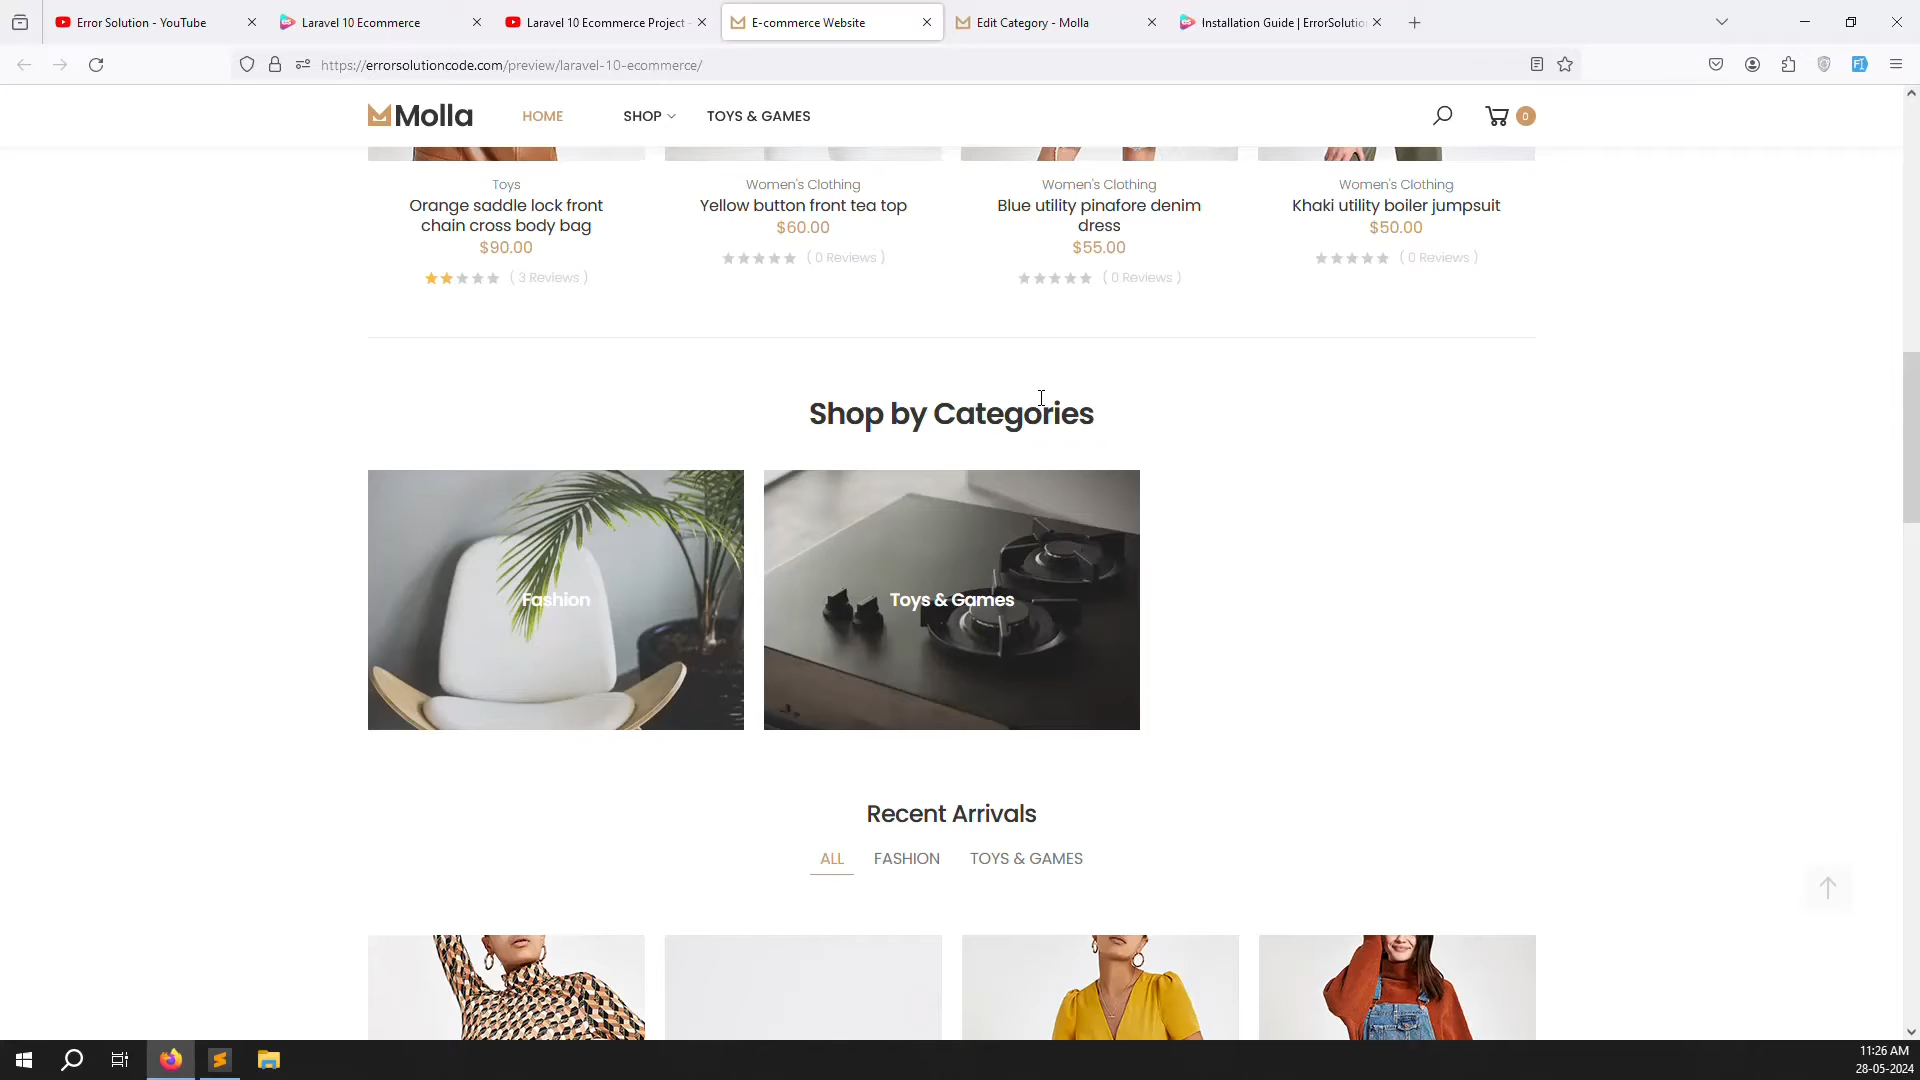 Error Solution - YouTube
Laravel 10 Ecommerce
Laravel 10 Ecommerce Project -
E-commerce Website
Edit Category - Molla
Installation Guide | ErrorSolutio
https://errorsolutioncode.com/preview/laravel-10-ecommerce/
Molla
HOME
SHOP
TOYS & GAMES
0
Toys
Orange saddle lock front
chain cross body bag
$90.00
( 3 Reviews )
Women's Clothing
Yellow button front tea top
$60.00
( 0 Reviews )
Women's Clothing
Blue utility pinafore denim
dress
$55.00
( 0 Reviews )
Women's Clothing
Khaki utility boiler jumpsuit
$50.00
( 0 Reviews )
Shop by Categories
Fashion
Toys & Games
Recent Arrivals
ALL
FASHION
TOYS & GAMES
11:26 AM
28-05-2024